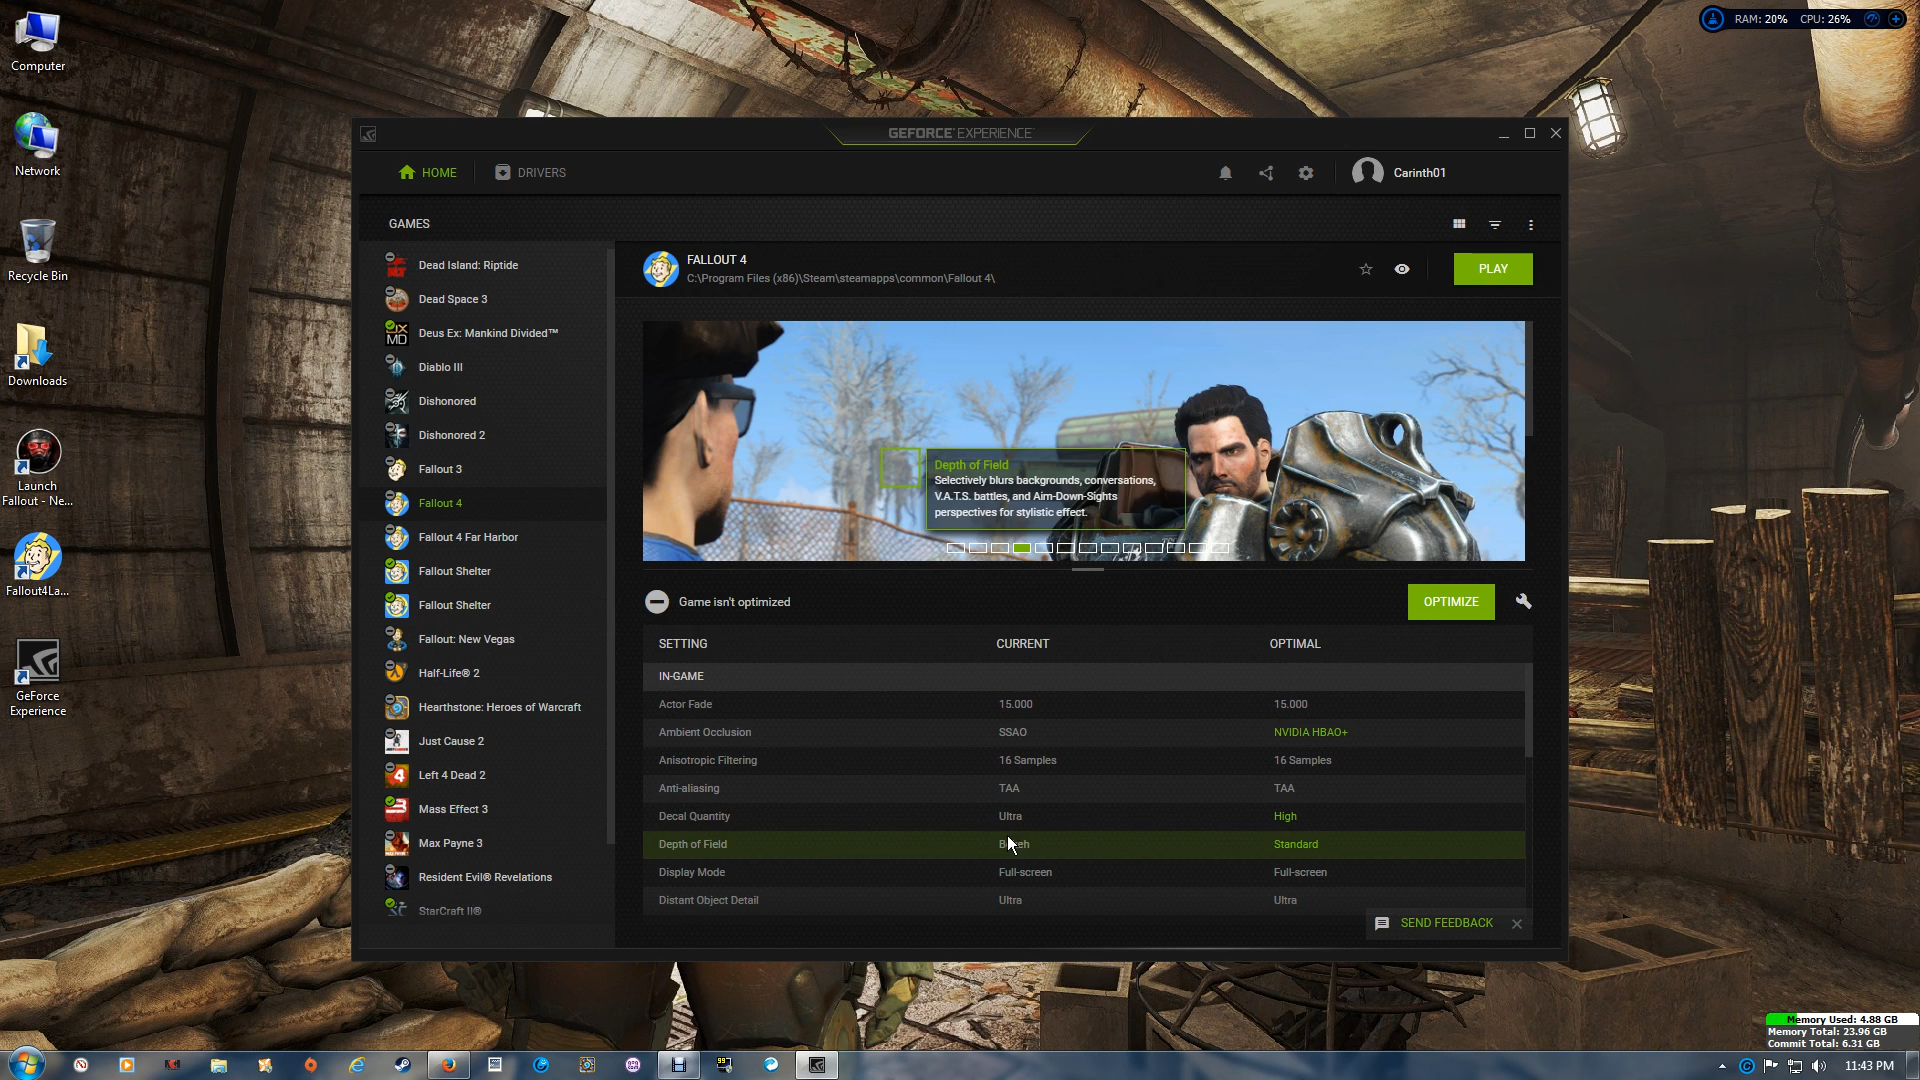 Computer
Network
Recycle Bin
Downloads
Launch
Fallout - Ne...
Fallout4La...
GeForce
Experience
RAM: 20% CPU: 26%
GEFORCE EXPERIENCE
HOME
DRIVERS
Carinth01
GAMES
Dead Island: Riptide
Dead Space 3
Deus Ex: Mankind Divided™
Diablo III
Dishonored
Dishonored 2
Fallout 3
Fallout 4
Fallout 4 Far Harbor
Fallout Shelter
Fallout Shelter
Fallout: New Vegas
Half-Life® 2
Hearthstone: Heroes of Warcraft
Just Cause 2
Left 4 Dead 2
Mass Effect 3
Max Payne 3
Resident Evil® Revelations
StarCraft II®
FALLOUT 4
C:\Program Files (x86)\Steam\steamapps\common\Fallout 4\
PLAY
Depth of Field
Selectively blurs backgrounds, conversations,
V.A.T.S. battles, and Aim-Down-Sights
perspectives for stylistic effect.
Game isn't optimized
OPTIMIZE
SETTING CURRENT OPTIMAL
IN-GAME
Actor Fade 15.000 15.000
Ambient Occlusion SSAO NVIDIA HBAO+
Anisotropic Filtering 16 Samples 16 Samples
Anti-aliasing TAA TAA
Decal Quantity Ultra High
Depth of Field Standard
Display Mode Full-screen Full-screen
Distant Object Detail Ultra Ultra
SEND FEEDBACK
Memory Used: 4.88 GB
Memory Total: 23.96 GB
Commit Total: 6.31 GB
11:43 PM